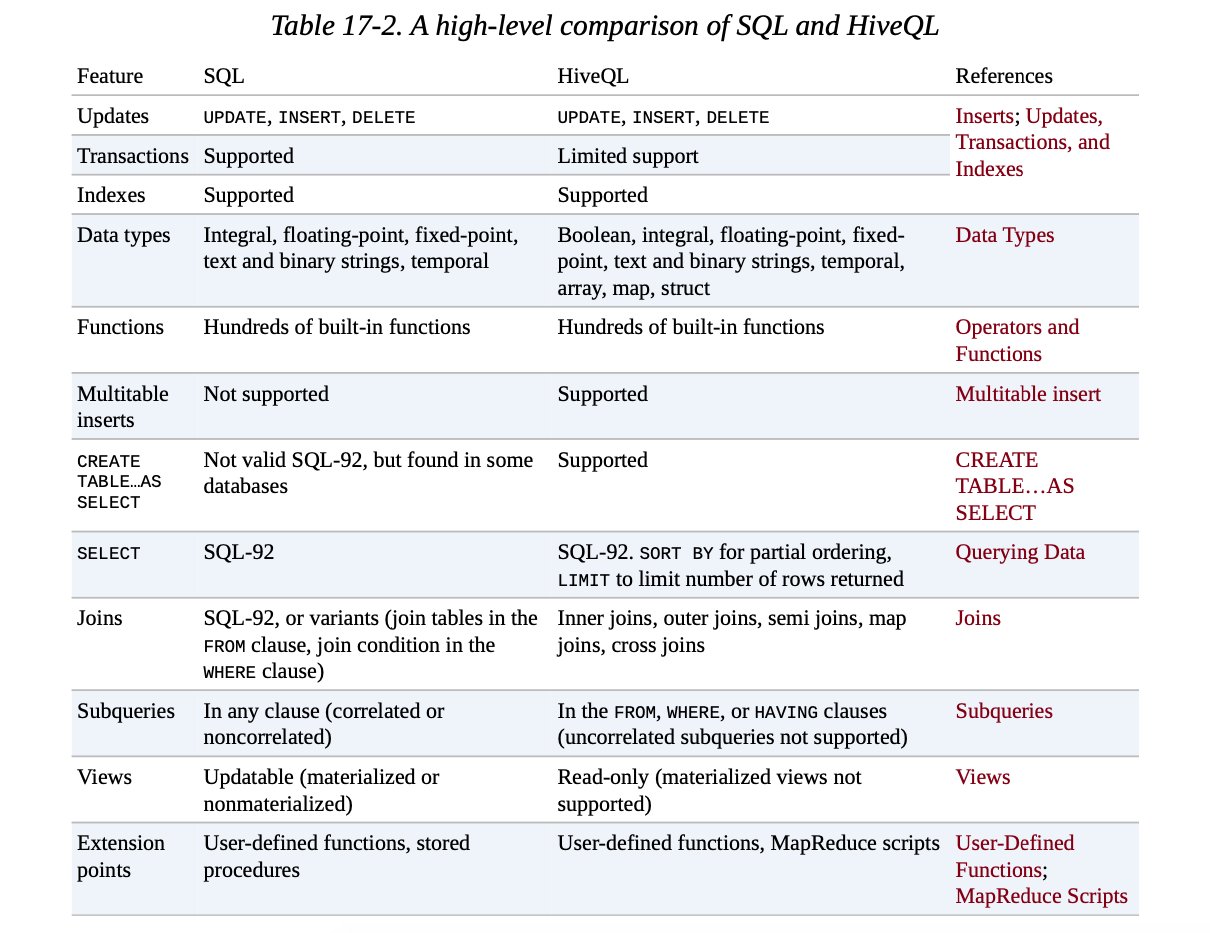 Table 17-2. A high-level comparison of SQL and HiveQL
Feature SQL HiveQL References
Updates UPDATE, INSERT, DELETE UPDATE, INSERT, DELETE Inserts; Updates,
Transactions, and
Indexes
Transactions Supported Limited support
Indexes Supported Supported
Data types Integral, floating-point, fixed-point, Boolean, integral, floating-point, fixed- Data Types
text and binary strings, temporal point, text and binary strings, temporal,
array, map, struct
Functions Hundreds of built-in functions Hundreds of built-in functions Operators and
Functions
Multitable Not supported Supported Multitable insert
inserts
CREATE Not valid SQL-92, but found in some Supported CREATE
TABLE…AS databases TABLE…AS
SELECT SELECT
SELECT SQL-92 SQL-92. SORT BY for partial ordering, Querying Data
LIMIT to limit number of rows returned
Joins SQL-92, or variants (join tables in the Inner joins, outer joins, semi joins, map Joins
FROM clause, join condition in the joins, cross joins
WHERE clause)
Subqueries In any clause (correlated or In the FROM, WHERE, or HAVING clauses Subqueries
noncorrelated) (uncorrelated subqueries not supported)
Views Updatable (materialized or Read-only (materialized views not Views
nonmaterialized) supported)
Extension User-defined functions, stored User-defined functions, MapReduce scripts User-Defined
points procedures Functions;
MapReduce Scripts